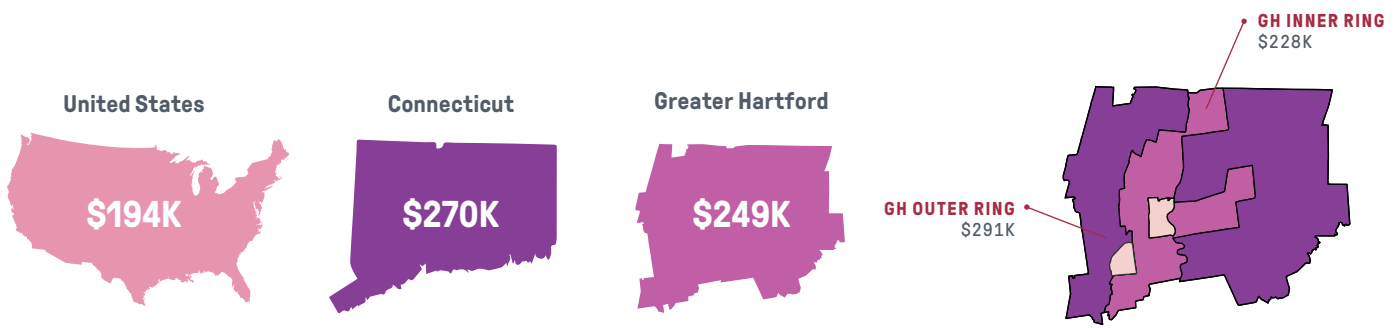 United States
$194K
Connecticut
$270K
Greater Hartford
$249K
GH INNER RING
$228K
GH OUTER RING
$291K